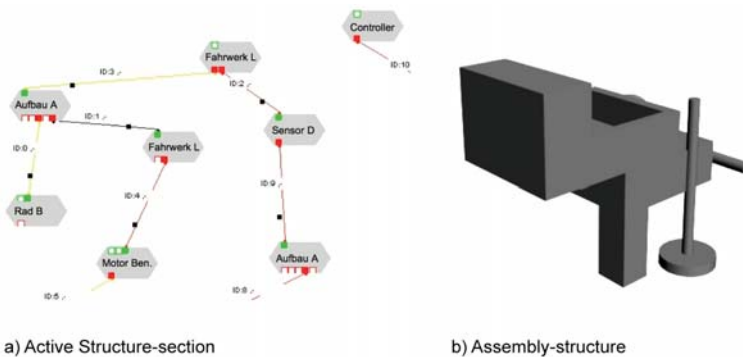 Controller
Fahrwerk L
ID:10
ID:3
ID:2
Aufbau A
ID:1
Sensor D
Fahrwerk L
ID:0
ID:9
ID:4
Rad B
Motor Ben.
Aufbau A
ID:5
ID:8
a) Active Structure-section
b) Assembly-structure